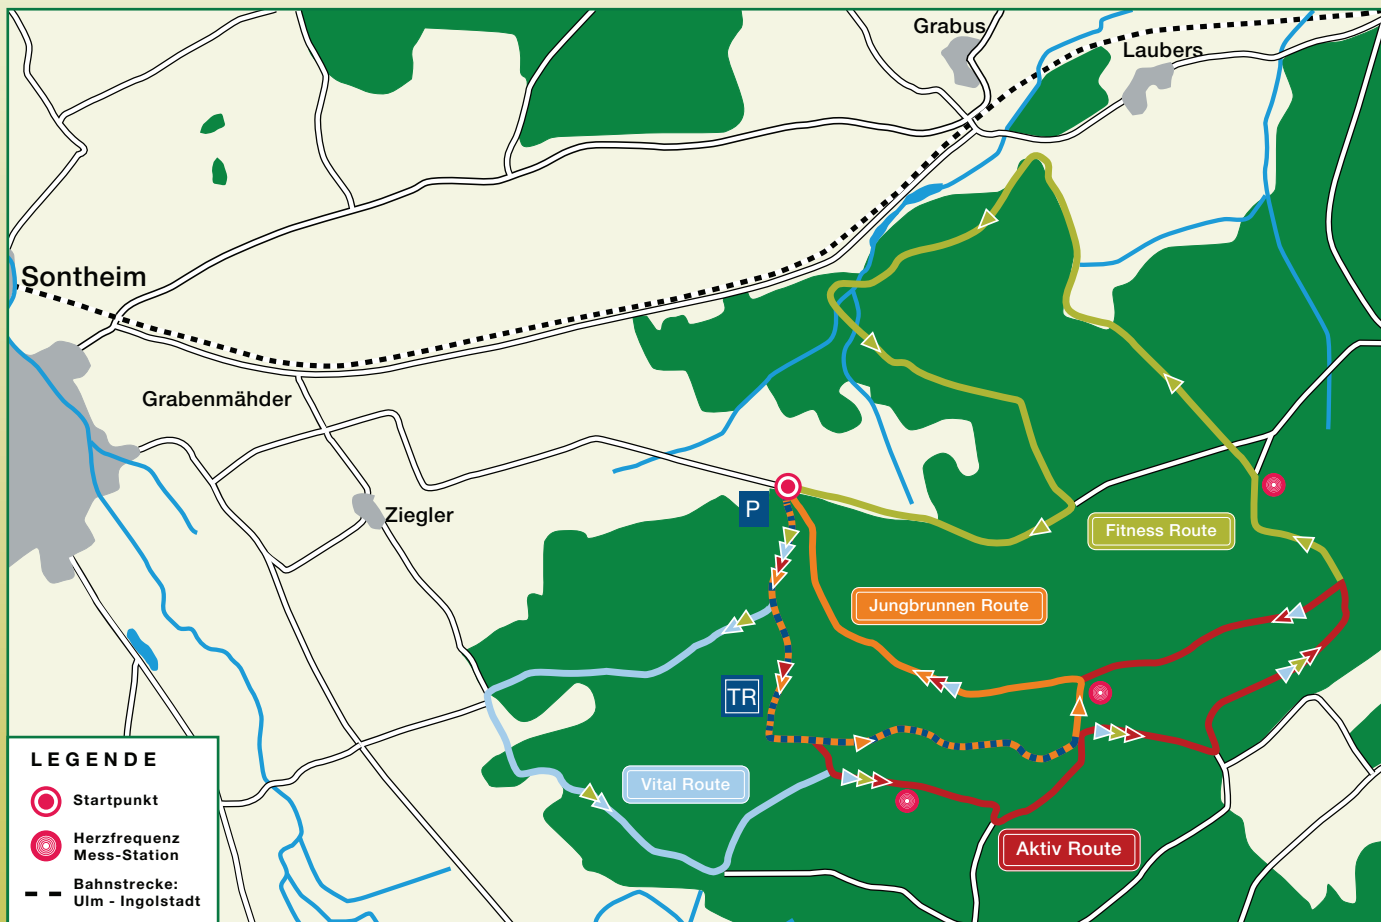 Grabus
Laubers
Sontheim
Grabenmähder
Ziegler
P
Fitness Route
Jungbrunnen Route
TR
Vital Route
Aktiv Route
LEGENDE
Startpunkt
Herzfrequenz
Mess-Station
Bahnstrecke:
Ulm - Ingolstadt